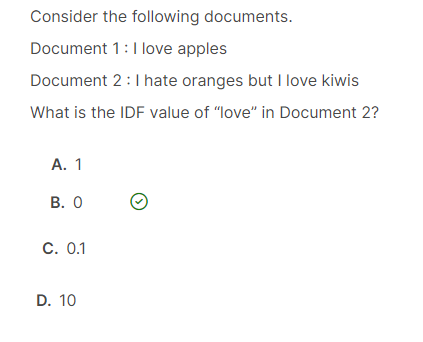 Consider the following documents.
Document 1 : I love apples
Document 2 : I hate oranges but I love kiwis
What is the IDF value of “love” in Document 2?
A. 1
B. 0
C. 0.1
D. 10